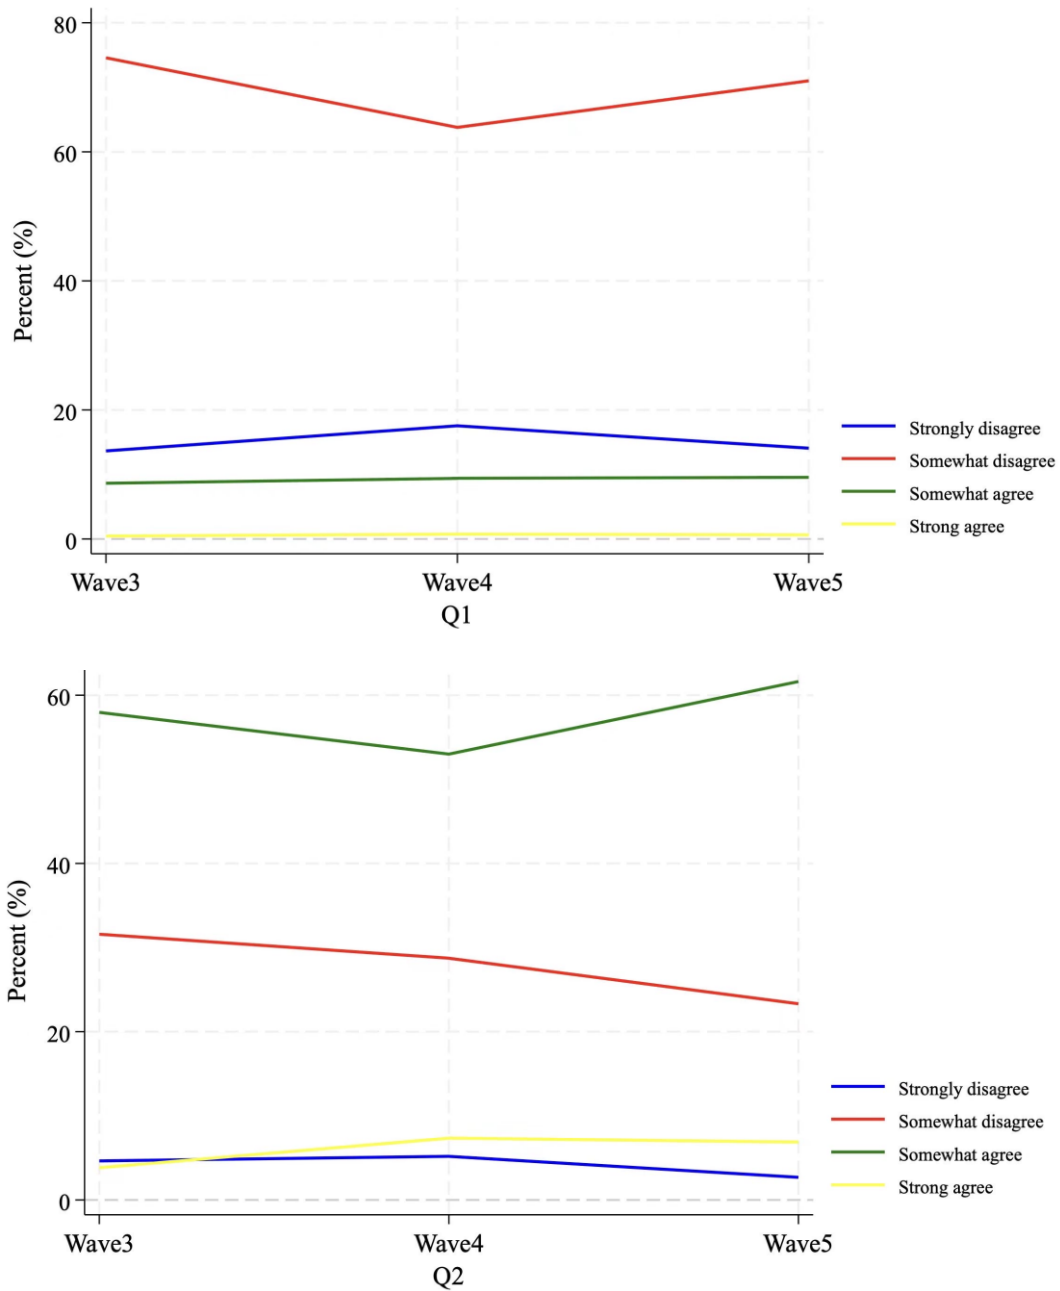 80
60
40
20
0
Percent (%)
Wave3 Wave4 Wave5
Q1
Strongly disagree
Somewhat disagree
Somewhat agree
Strong agree
60
40
20
0
Percent (%)
Wave3 Wave4 Wave5
Q2
Strongly disagree
Somewhat disagree
Somewhat agree
Strong agree